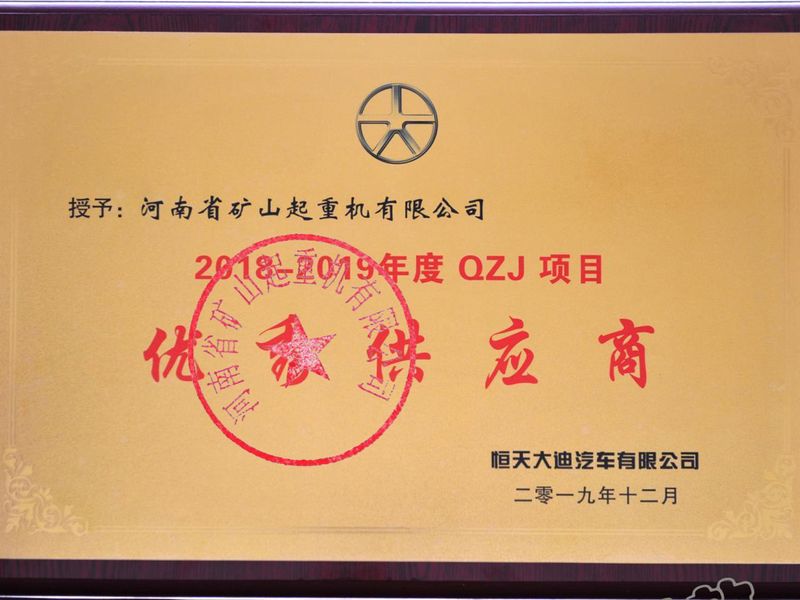 授予：河南省矿山起重机有限公司
2018-2019年度 QZJ 项目
优秀供应商
河南省矿山起重机有限公司
恒天大迪汽车有限公司
二零一九年十二月